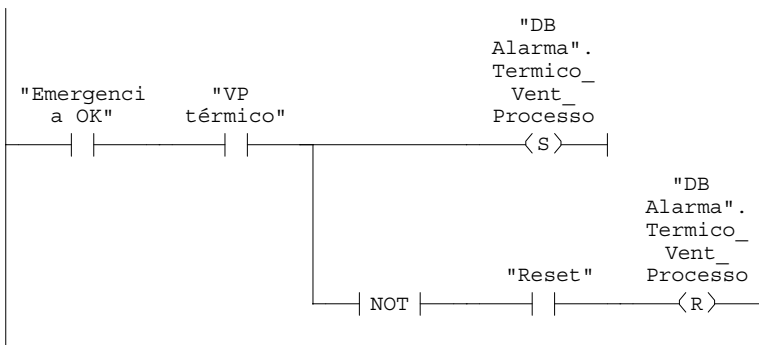 "DB
Alarma".
Termico_
Vent_
Processo
"Emergenci
a OK"
"VP
térmico"
S
"DB
Alarma".
Termico_
Vent_
Processo
"Reset"
NOT
R